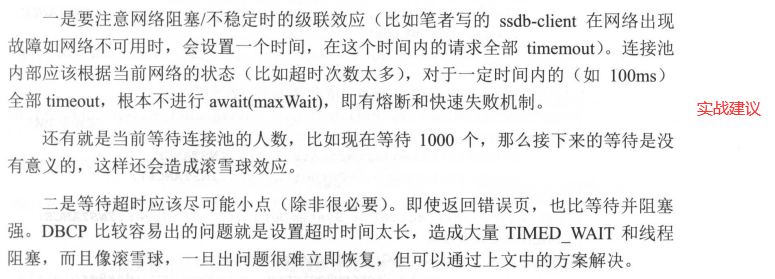 一是要注意网络阻塞/不稳定时的级联效应（比如笔者写的 ssdb-client 在网络出现
故障如网络不可用时，会设置一个时间，在这个时间内的请求全部 timemout）。连接池
内部应该根据当前网络的状态（比如超时次数太多），对于一定时间内的（如 100ms）
全部 timeout，根本不进行 await(maxWait)，即有熔断和快速失败机制。
实战建议
还有就是当前等待连接池的人数，比如现在等待 1000 个，那么接下来的等待是没
有意义的，这样还会造成滚雪球效应。
二是等待超时应该尽可能小点（除非很必要）。即使返回错误页，也比等待并阻塞
强。DBCP 比较容易出的问题就是设置超时时间太长，造成大量 TIMED_WAIT 和线程
阻塞，而且像滚雪球，一旦出问题很难立即恢复，但可以通过上文中的方案解决。